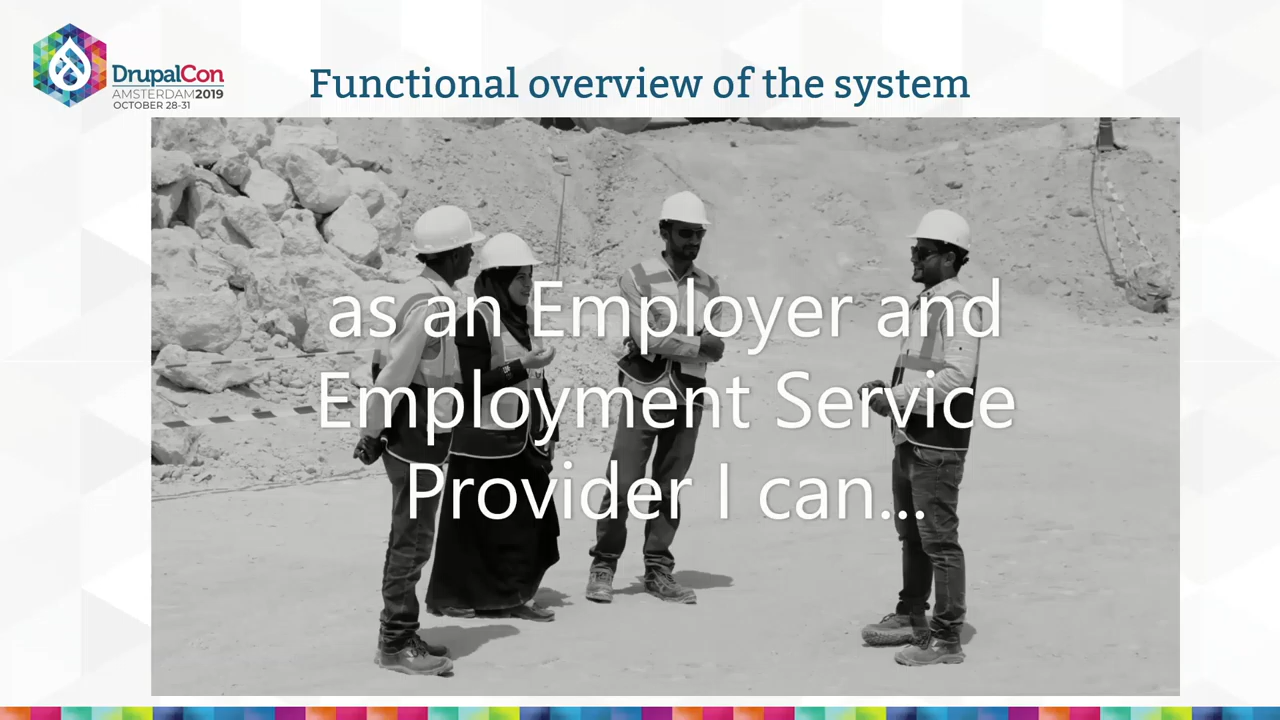 DrupalCon
AMSTERDAM2019
OCTOBER 28-31
Functional overview of the system
as an Employer and
Employment Service
Provider I can...